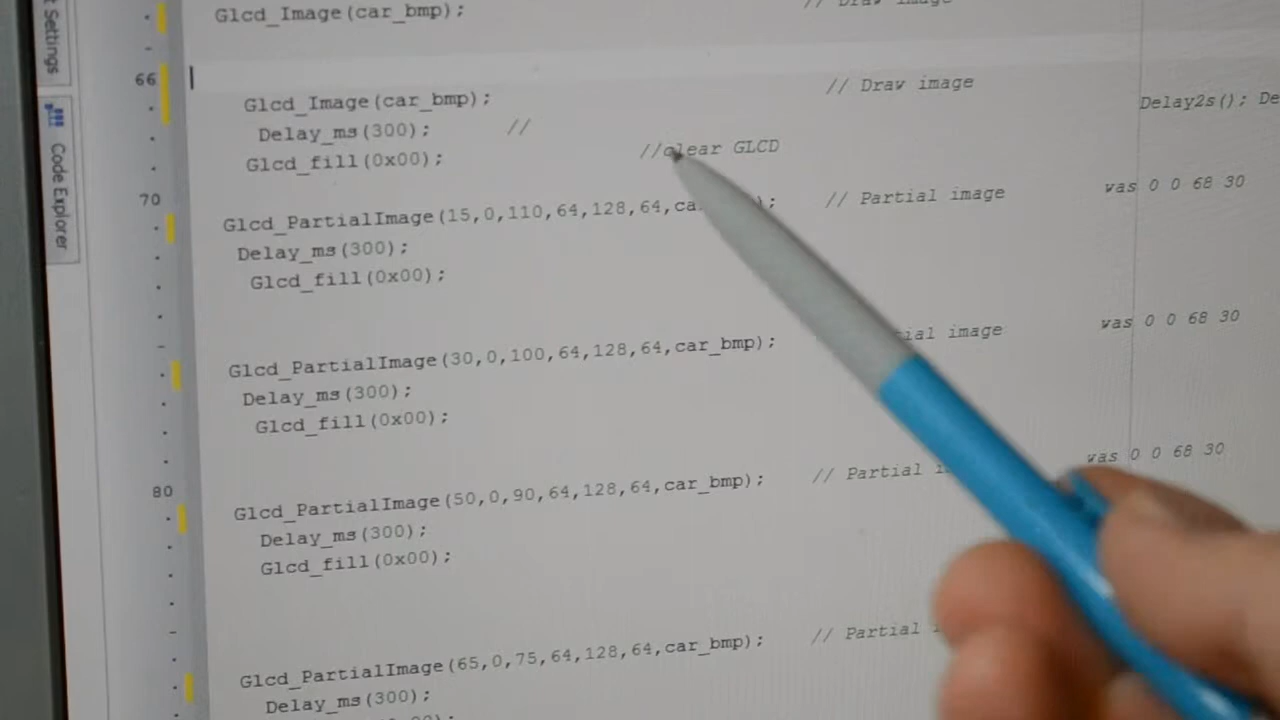 Glcd_Image(car_bmp); // Draw image
66
Glcd_Image(car_bmp); // Draw image
Delay_ms(300); // Delay2s(); De
Glcd_fill(0x00); //clear GLCD
70
Glcd_PartialImage(15,0,110,64,128,64,ca ); // Partial image was 0 0 68 30
Delay_ms(300);
Glcd_fill(0x00);
Glcd_PartialImage(30,0,100,64,128,64,car_bmp); ial image was 0 0 68 30
Delay_ms(300);
Glcd_fill(0x00);
80
Glcd_PartialImage(50,0,90,64,128,64,car_bmp); // Partial was 0 0 68 30
Delay_ms(300);
Glcd_fill(0x00);
Glcd_PartialImage(65,0,75,64,128,64,car_bmp); // Partial
Delay_ms(300);
t Settings
Code Explorer